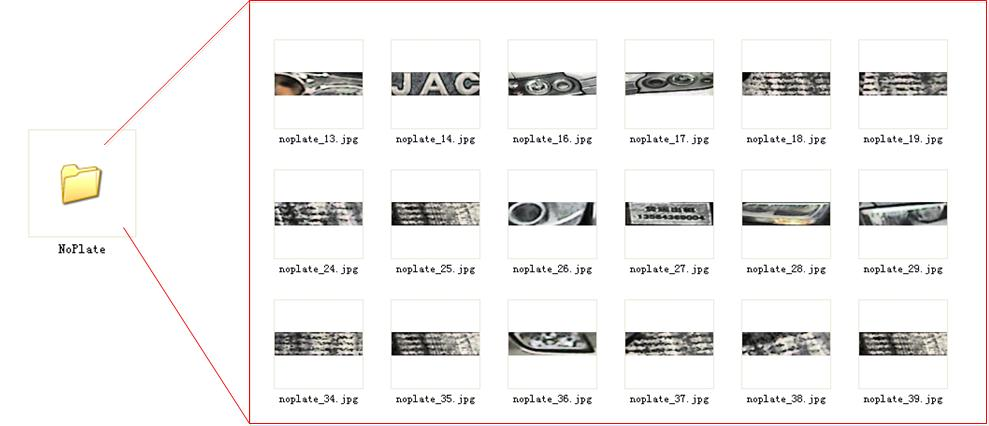 JAC
noplate_13.jpg
noplate_14.jpg
noplate_16.jpg
noplate_17.jpg
noplate_18.jpg
noplate_19.jpg
NoPlate
noplate_24.jpg
noplate_25.jpg
noplate_26.jpg
noplate_27.jpg
noplate_28.jpg
noplate_29.jpg
noplate_34.jpg
noplate_35.jpg
noplate_36.jpg
noplate_37.jpg
noplate_38.jpg
noplate_39.jpg